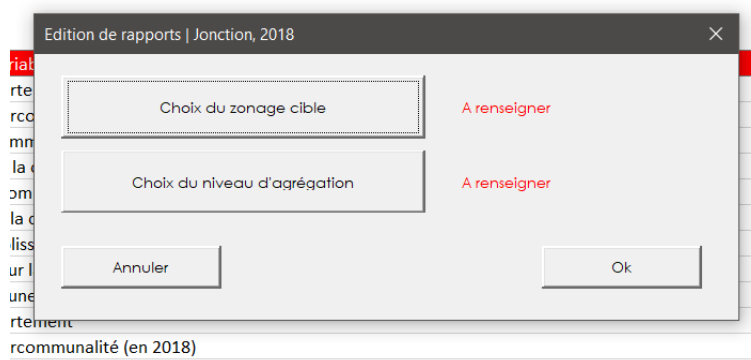 Edition de rapports | Jonction, 2018
Choix du zonage cible
A renseigner
Choix du niveau d'agrégation
A renseigner
Annuler
Ok
rcommunalité (en 2018)